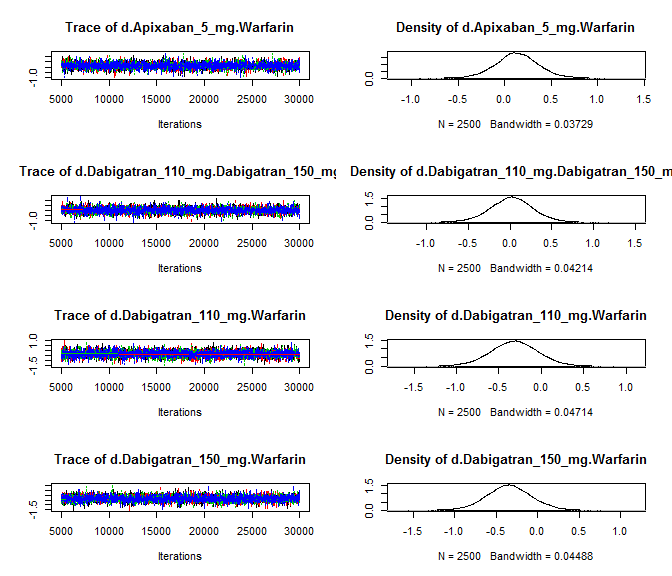 Trace of d.Apixaban_5_mg.Warfarin
-1.0
5000 10000 15000 20000 25000 30000
Iterations
Density of d.Apixaban_5_mg.Warfarin
0.0
-1.0 -0.5 0.0 0.5 1.0 1.5
N = 2500 Bandwidth = 0.03729
Trace of d.Dabigatran_110_mg.Dabigatran_150_mg
-1.0
5000 10000 15000 20000 25000 30000
Iterations
Density of d.Dabigatran_110_mg.Dabigatran_150_m
0.0 1.5
-1.0 -0.5 0.0 0.5 1.0 1.5
N = 2500 Bandwidth = 0.04214
Trace of d.Dabigatran_110_mg.Warfarin
-1.5 1.0
5000 10000 15000 20000 25000 30000
Iterations
Density of d.Dabigatran_110_mg.Warfarin
0.0 1.5
-1.5 -1.0 -0.5 0.0 0.5 1.0
N = 2500 Bandwidth = 0.04714
Trace of d.Dabigatran_150_mg.Warfarin
-1.5
5000 10000 15000 20000 25000 30000
Iterations
Density of d.Dabigatran_150_mg.Warfarin
0.0 1.5
-1.5 -1.0 -0.5 0.0 0.5 1.0
N = 2500 Bandwidth = 0.04488